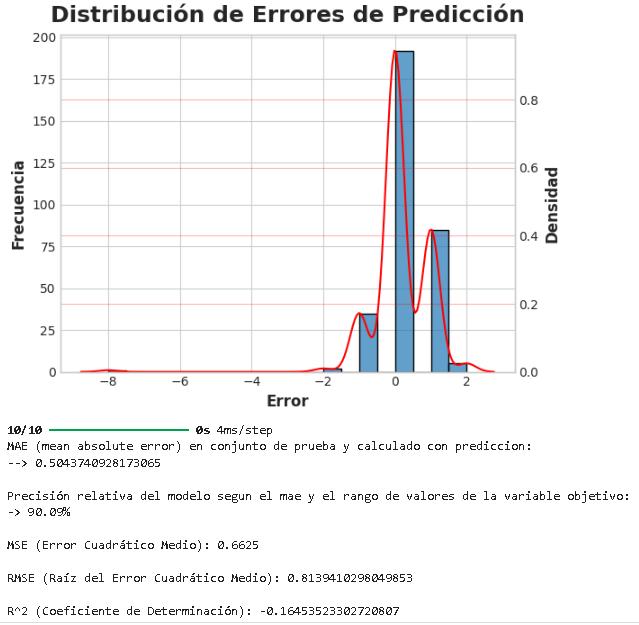 Distribución de Errores de Predicción
200
175
150
125
100
75
50
25
0
Frecuencia
0.8
0.6
0.4
0.2
0.0
Densidad
−8
−6
−4
−2
0
2
Error
10/10 0s 4ms/step
MAE (mean absolute error) en conjunto de prueba y calculado con prediccion:
--> 0.5043740928173065
Precisión relativa del modelo segun el mae y el rango de valores de la variable objetivo:
-> 90.09%
MSE (Error Cuadrático Medio): 0.6625
RMSE (Raíz del Error Cuadrático Medio): 0.8139410298049853
R^2 (Coeficiente de Determinación): -0.16453523302720807